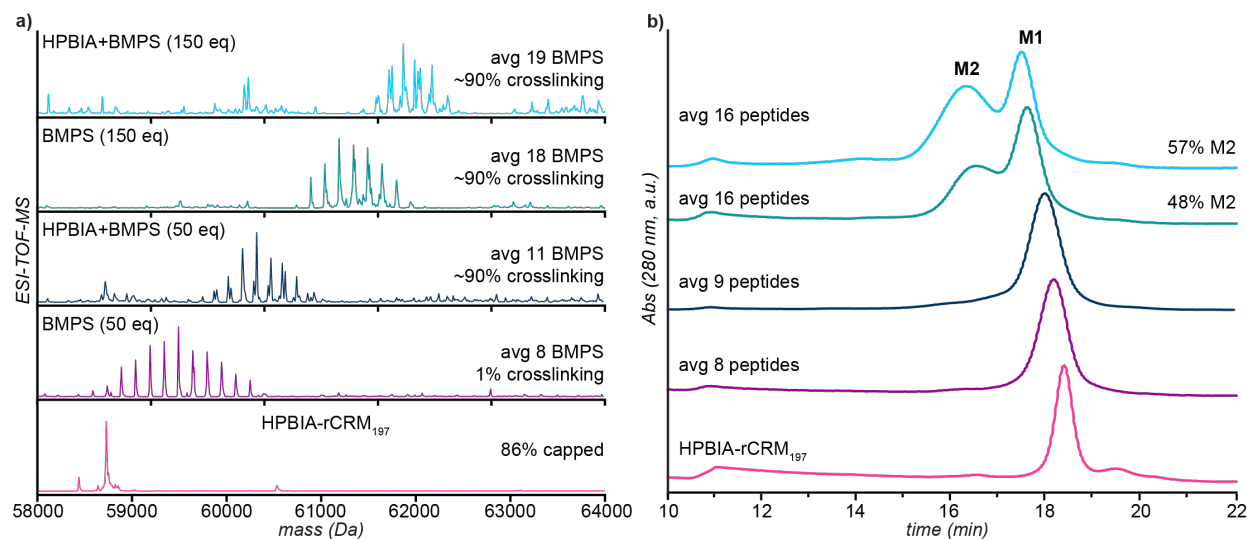 a)
ESI-TOF-MS
HPBIA+BMPS (150 eq)
avg 19 BMPS
~90% crosslinking
BMPS (150 eq)
avg 18 BMPS
~90% crosslinking
HPBIA+BMPS (50 eq)
avg 11 BMPS
~90% crosslinking
BMPS (50 eq)
avg 8 BMPS
1% crosslinking
HPBIA-rCRM197
86% capped
58000 59000 60000 61000 62000 63000 64000
mass (Da)
b)
Abs (280 nm, a.u.)
M2 M1
avg 16 peptides
57% M2
avg 16 peptides
48% M2
avg 9 peptides
avg 8 peptides
HPBIA-rCRM197
10 12 14 16 18 20 22
time (min)